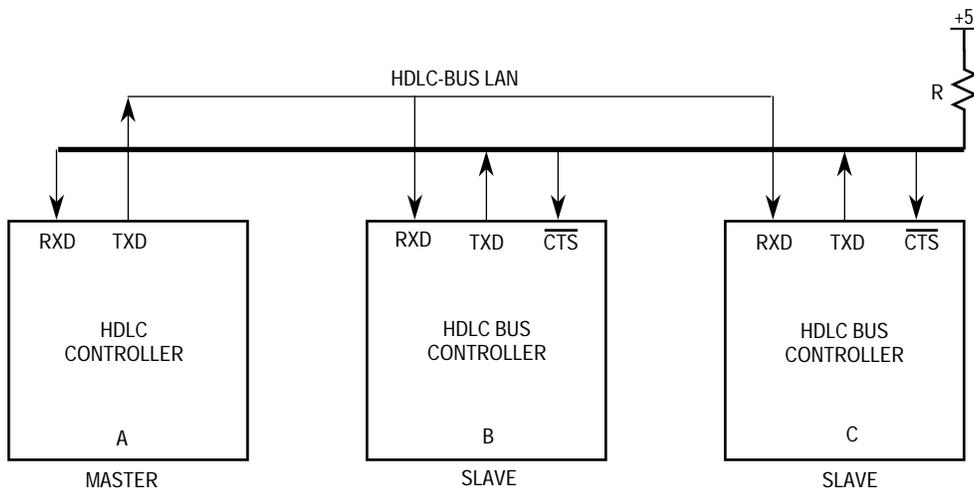 +5
HDLC-BUS LAN
R
RXD TXD
RXD TXD CTS
RXD TXD CTS
HDLC
CONTROLLER
HDLC BUS
CONTROLLER
HDLC BUS
CONTROLLER
A
B
C
MASTER
SLAVE
SLAVE